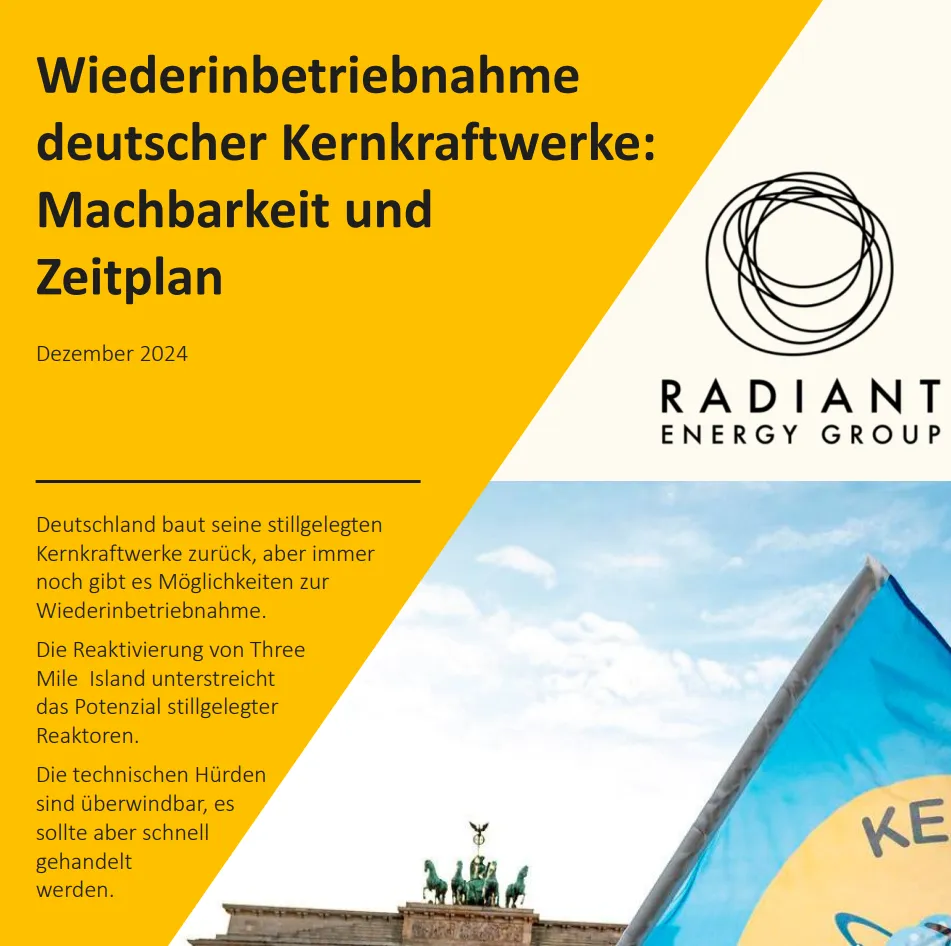 Wiederinbetriebnahme
deutscher Kernkraftwerke:
Machbarkeit und
Zeitplan
Dezember 2024
RADIANT
ENERGY GROUP
Deutschland baut seine stillgelegten
Kernkraftwerke zurück, aber immer
noch gibt es Möglichkeiten zur
Wiederinbetriebnahme.
Die Reaktivierung von Three
Mile Island unterstreicht
das Potenzial stillgelegter
Reaktoren.
Die technischen Hürden
sind überwindbar, es
sollte aber schnell
gehandelt
werden.
KE